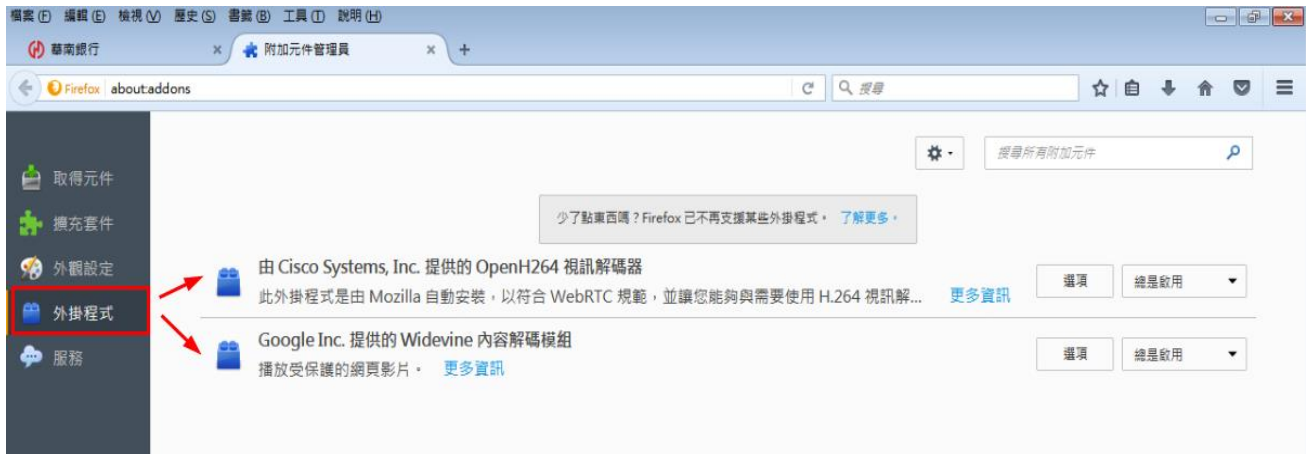 檔案(F) 編輯(E) 檢視(V) 歷史(S) 書籤(B) 工具(T) 說明(H)
華南銀行 × 附加元件管理員 × +
Firefox about:addons 搜尋
搜尋所有附加元件
取得元件
擴充套件
外觀設定
外掛程式
服務
少了點東西嗎？Firefox 已不再支援某些外掛程式。 了解更多。
由 Cisco Systems, Inc. 提供的 OpenH264 視訊解碼器
此外掛程式是由 Mozilla 自動安裝，以符合 WebRTC 規範，並讓您能夠與需要使用 H.264 視訊解... 更多資訊
選項 總是啟用
Google Inc. 提供的 Widevine 內容解碼模組
播放受保護的網頁影片。 更多資訊
選項 總是啟用